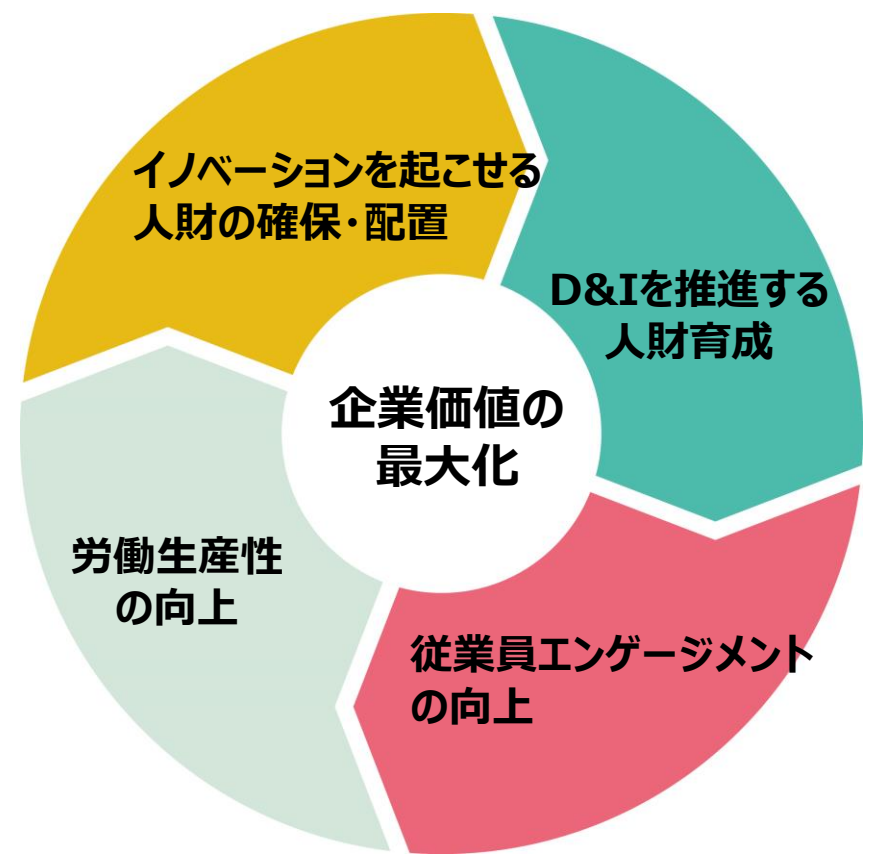 イノベーションを起こせる
人財の確保・配置
D&Iを推進する
人財育成
企業価値の
最大化
労働生産性
の向上
従業員エンゲージメント
の向上